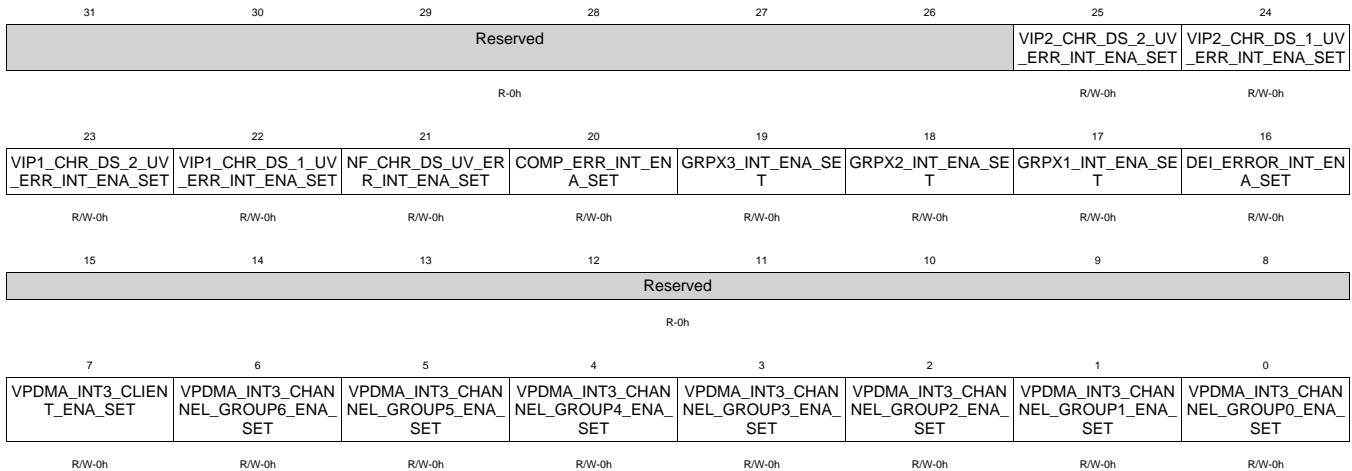 31 30 29 28 27 26 25 24
Reserved VIP2_CHR_DS_2_UV VIP2_CHR_DS_1_UV
_ERR_INT_ENA_SET _ERR_INT_ENA_SET
R-0h R/W-0h R/W-0h
23 22 21 20 19 18 17 16
VIP1_CHR_DS_2_UV VIP1_CHR_DS_1_UV NF_CHR_DS_UV_ER COMP_ERR_INT_EN GRPX3_INT_ENA_SE GRPX2_INT_ENA_SE GRPX1_INT_ENA_SE DEI_ERROR_INT_EN
_ERR_INT_ENA_SET _ERR_INT_ENA_SET R_INT_ENA_SET A_SET T T T A_SET
R/W-0h R/W-0h R/W-0h R/W-0h R/W-0h R/W-0h R/W-0h R/W-0h
15 14 13 12 11 10 9 8
Reserved
R-0h
7 6 5 4 3 2 1 0
VPDMA_INT3_CLIEN VPDMA_INT3_CHAN VPDMA_INT3_CHAN VPDMA_INT3_CHAN VPDMA_INT3_CHAN VPDMA_INT3_CHAN VPDMA_INT3_CHAN VPDMA_INT3_CHAN
T_ENA_SET NEL_GROUP6_ENA_ NEL_GROUP5_ENA_ NEL_GROUP4_ENA_ NEL_GROUP3_ENA_ NEL_GROUP2_ENA_ NEL_GROUP1_ENA_ NEL_GROUP0_ENA_
SET SET SET SET SET SET SET
R/W-0h R/W-0h R/W-0h R/W-0h R/W-0h R/W-0h R/W-0h R/W-0h